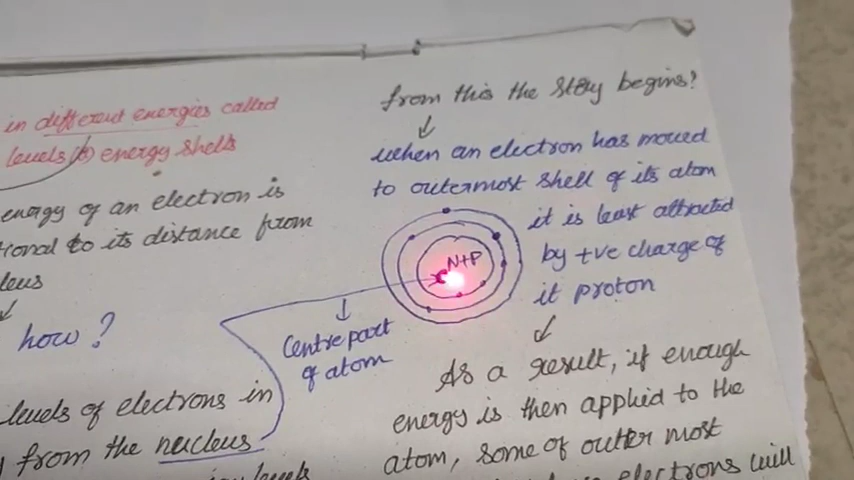 in different energies called
levels (or) energy shells
energy of an electron is
tional to its distance from
leus
how?
Centre part
of atom
levels of electrons in
from the nucleus
levels
from this the story begins?
when an electron has moved
to outermost shell of its atom
it is least attracted
by +ve charge of
it proton
N+P
As a result, if enough
energy is then applied to the
atom, some of outer most
electrons will